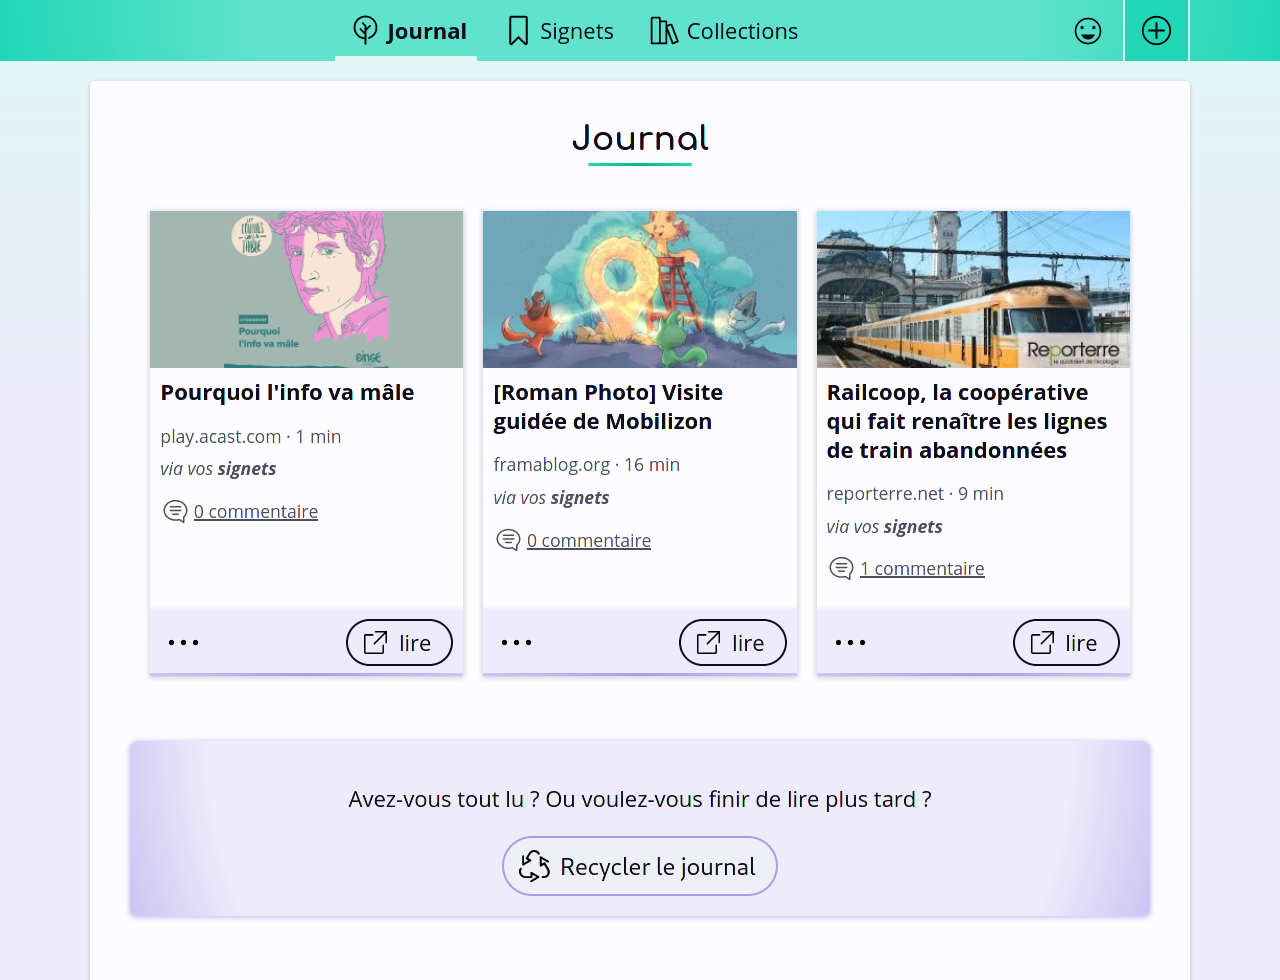 Journal
Signets
Collections
Journal
LES
COUILLES
SUR LA
TABLE
Pourquoi
l'info va mâle
BINGE
Pourquoi l'info va mâle
play.acast.com · 1 min
via vos signets
0 commentaire
lire
[Roman Photo] Visite
guidée de Mobilizon
framablog.org · 16 min
via vos signets
0 commentaire
lire
Reporterre
le quotidien de l'écologie
Railcoop, la coopérative
qui fait renaître les lignes
de train abandonnées
reporterre.net · 9 min
via vos signets
1 commentaire
lire
Avez-vous tout lu ? Ou voulez-vous finir de lire plus tard ?
Recycler le journal